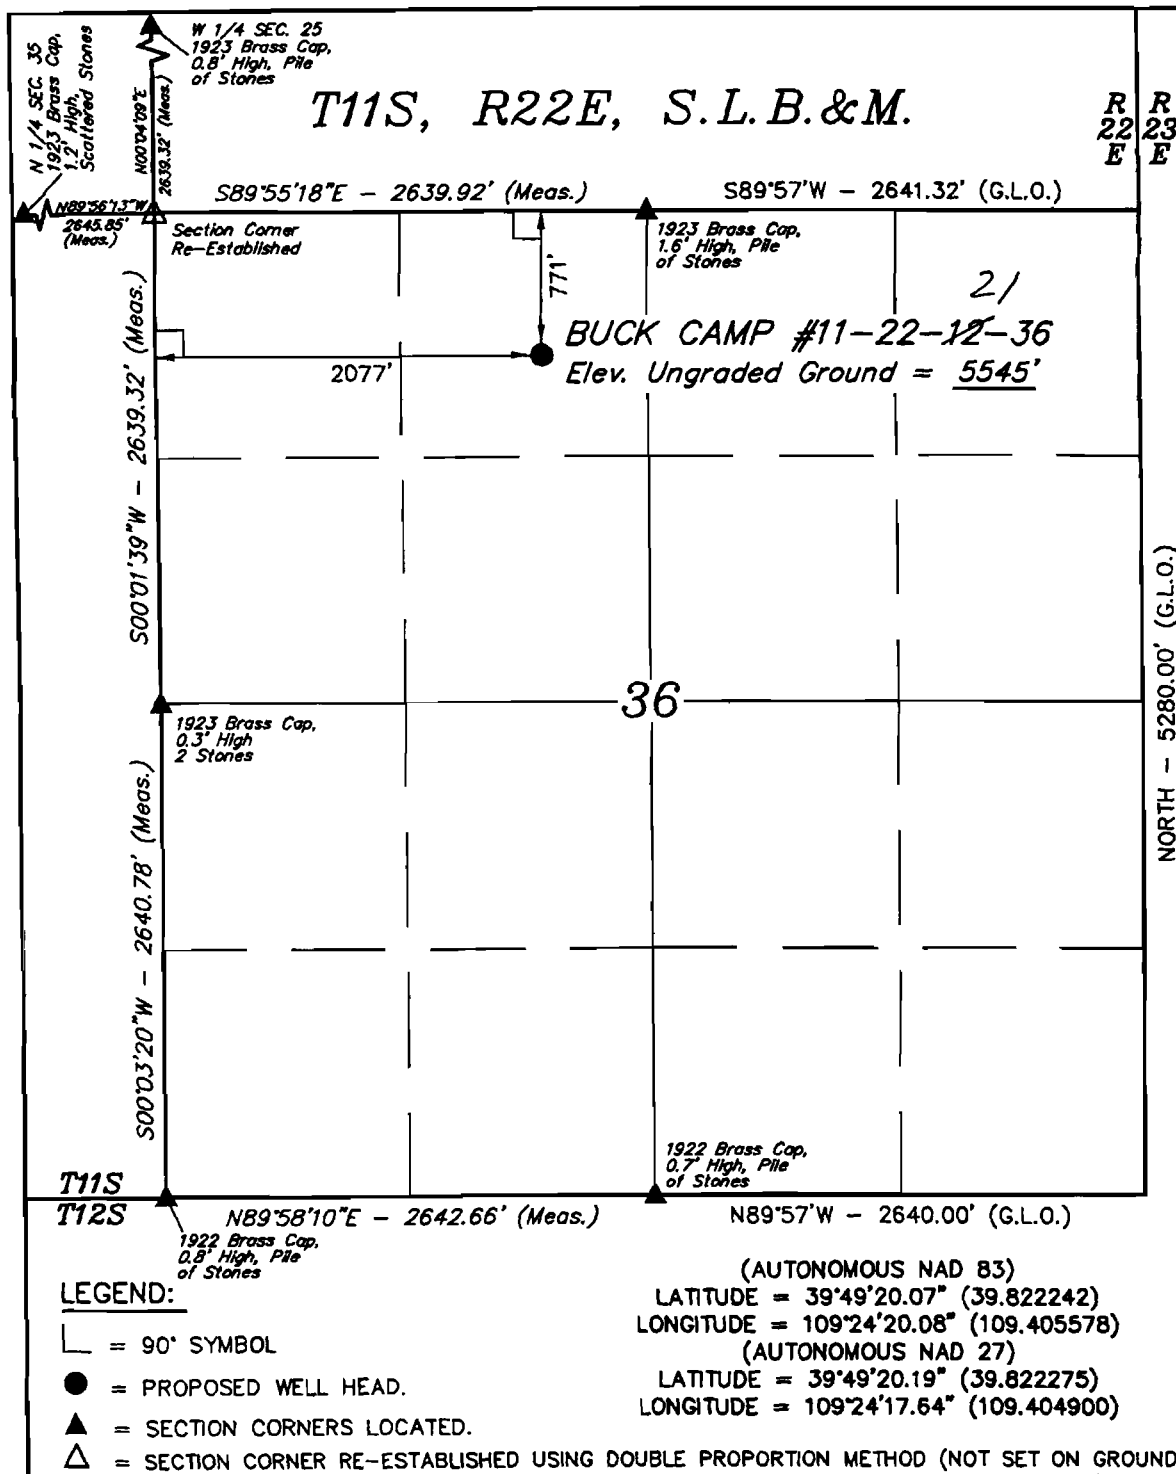 W 1/4 SEC. 25
1923 Brass Cap,
0.8' High, Pile
of Stones
N 1/4 SEC. 35
1923 Brass Cap,
1.2' High,
Scattered Stones
N00°04'09"E
2639.32' (Meas.)
T11S, R22E, S.L.B.&M.
R
22
E
R
23
E
S89°55'18"E - 2639.92' (Meas.)
S89°57'W - 2641.32' (G.L.O.)
N89°56'13"W
2645.85'
(Meas.)
Section Corner
Re-Established
1923 Brass Cap,
1.6' High, Pile
of Stones
771'
21
BUCK CAMP #11-22-12-36
Elev. Ungraded Ground = 5545'
2077'
S00°01'39"W - 2639.32' (Meas.)
36
1923 Brass Cap,
0.3' High
2 Stones
NORTH - 5280.00' (G.L.O.)
S00°03'20"W - 2640.78' (Meas.)
1922 Brass Cap,
0.7' High, Pile
of Stones
T11S
T12S
N89°58'10"E - 2642.66' (Meas.)
N89°57'W - 2640.00' (G.L.O.)
1922 Brass Cap,
0.8' High, Pile
of Stones
LEGEND:
= 90° SYMBOL
= PROPOSED WELL HEAD.
= SECTION CORNERS LOCATED.
= SECTION CORNER RE-ESTABLISHED USING DOUBLE PROPORTION METHOD (NOT SET ON GROUND
(AUTONOMOUS NAD 83)
LATITUDE = 39°49'20.07" (39.822242)
LONGITUDE = 109°24'20.08" (109.405578)
(AUTONOMOUS NAD 27)
LATITUDE = 39°49'20.19" (39.822275)
LONGITUDE = 109°24'17.64" (109.404900)